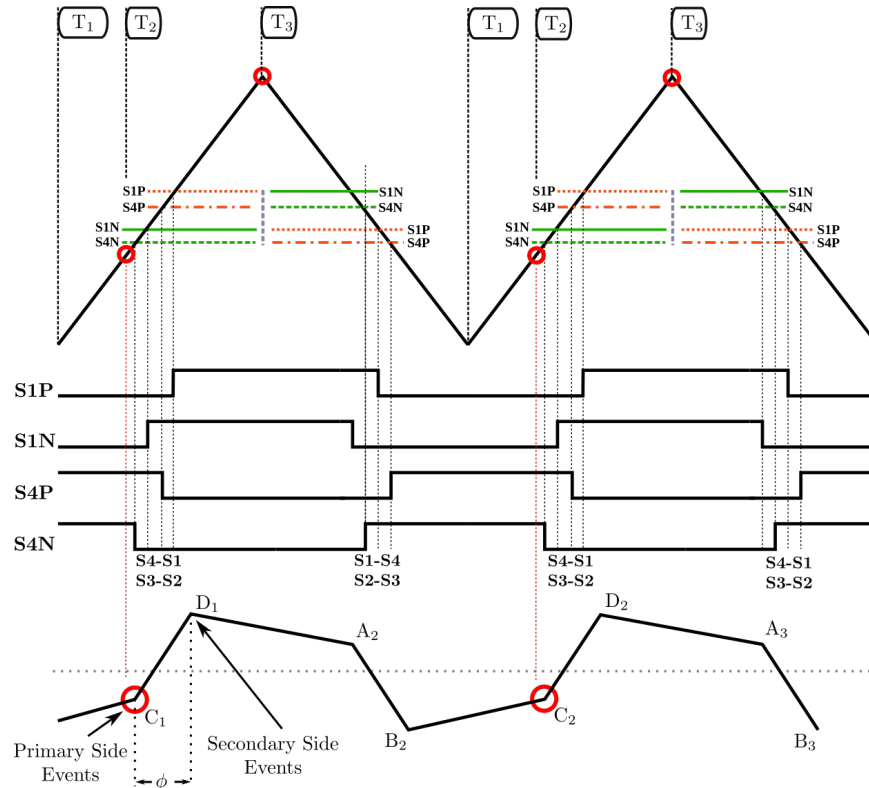 T1 T2 T3 T1 T2 T3
S1P S1N S1P S1N
S4P S4N S4P S4N
S1N S1P S1N S1P
S4N S4P S4N S4P
S1P
S1N
S4P
S4N
S4-S1 S1-S4 S4-S1 S4-S1
S3-S2 S2-S3 S3-S2 S3-S2
D1 D2
A2 A3
C1 C2
B2 B3
Primary Side
Events
Secondary Side
Events
ϕ